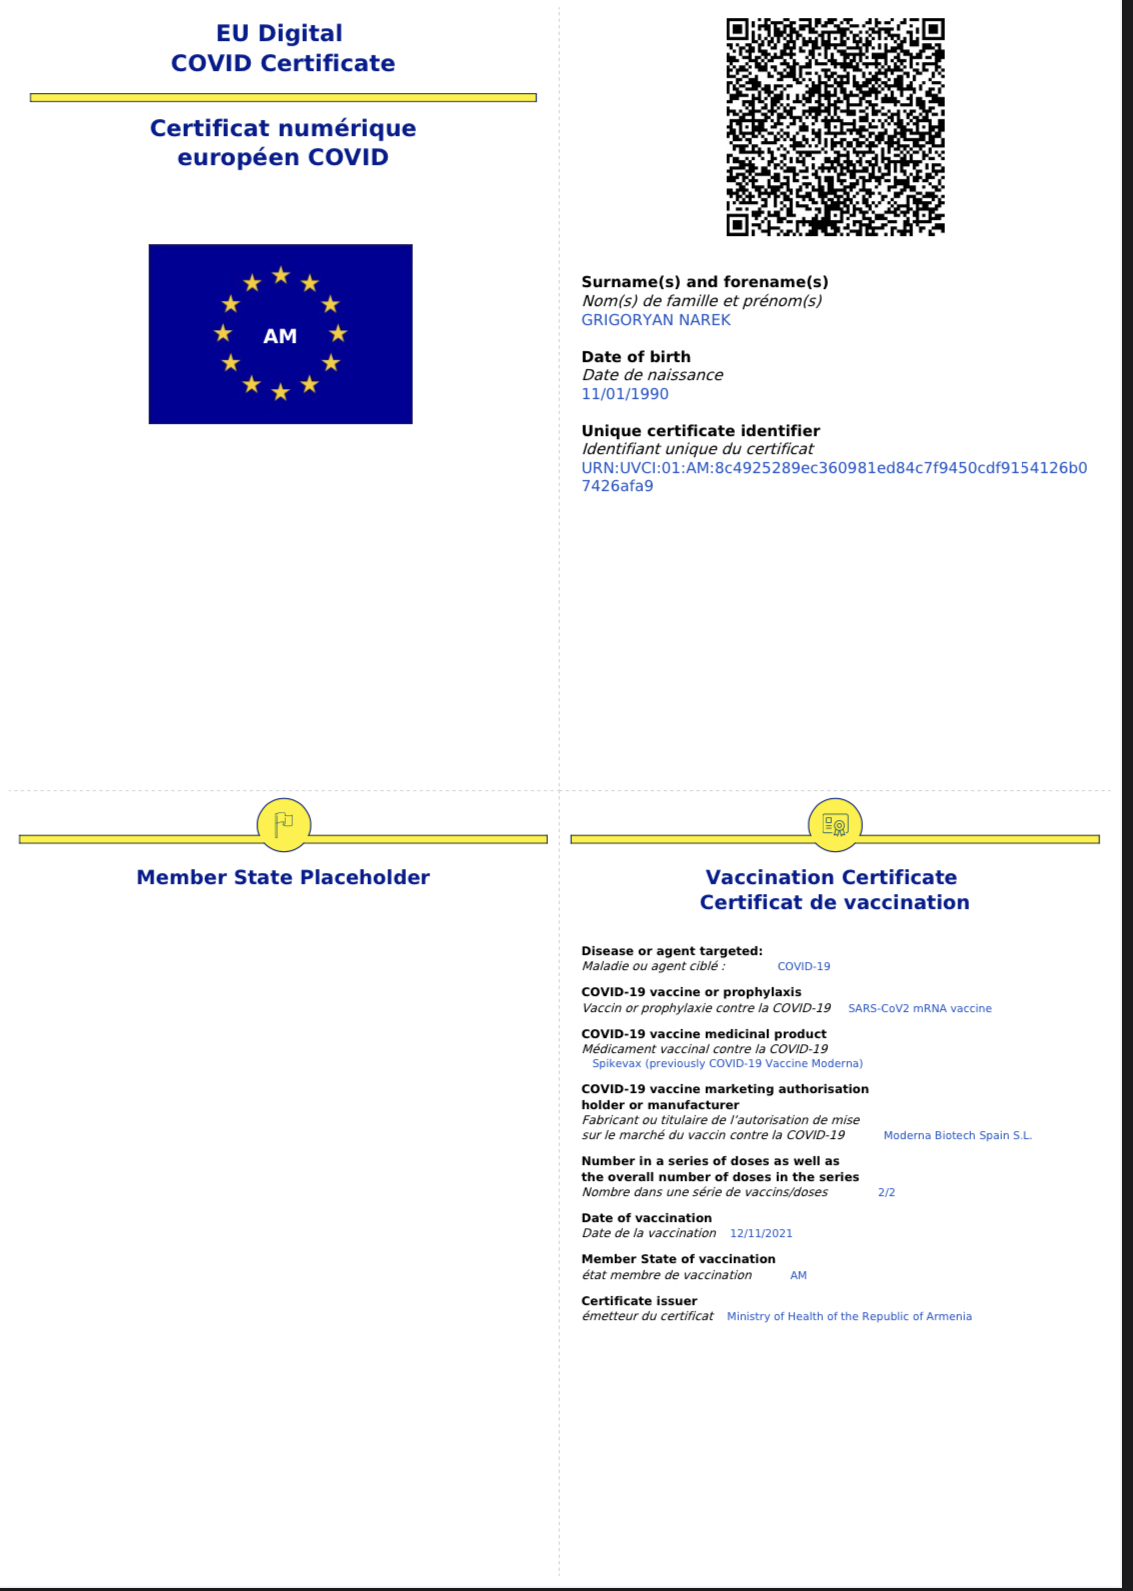 EU Digital
COVID Certificate
Certificat numérique
européen COVID
AM
Surname(s) and forename(s)
Nom(s) de famille et prénom(s)
GRIGORYAN NAREK
Date of birth
Date de naissance
11/01/1990
Unique certificate identifier
Identifiant unique du certificat
URN:UVCI:01:AM:8c4925289ec360981ed84c7f9450cdf9154126b0
7426afa9
Member State Placeholder
Vaccination Certificate
Certificat de vaccination
Disease or agent targeted:
Maladie ou agent ciblé : COVID-19
COVID-19 vaccine or prophylaxis
Vaccin or prophylaxie contre la COVID-19 SARS-CoV2 mRNA vaccine
COVID-19 vaccine medicinal product
Médicament vaccinal contre la COVID-19
Spikevax (previously COVID-19 Vaccine Moderna)
COVID-19 vaccine marketing authorisation
holder or manufacturer
Fabricant ou titulaire de l’autorisation de mise
sur le marché du vaccin contre la COVID-19 Moderna Biotech Spain S.L.
Number in a series of doses as well as
the overall number of doses in the series
Nombre dans une série de vaccins/doses 2/2
Date of vaccination
Date de la vaccination 12/11/2021
Member State of vaccination
état membre de vaccination AM
Certificate issuer
émetteur du certificat Ministry of Health of the Republic of Armenia